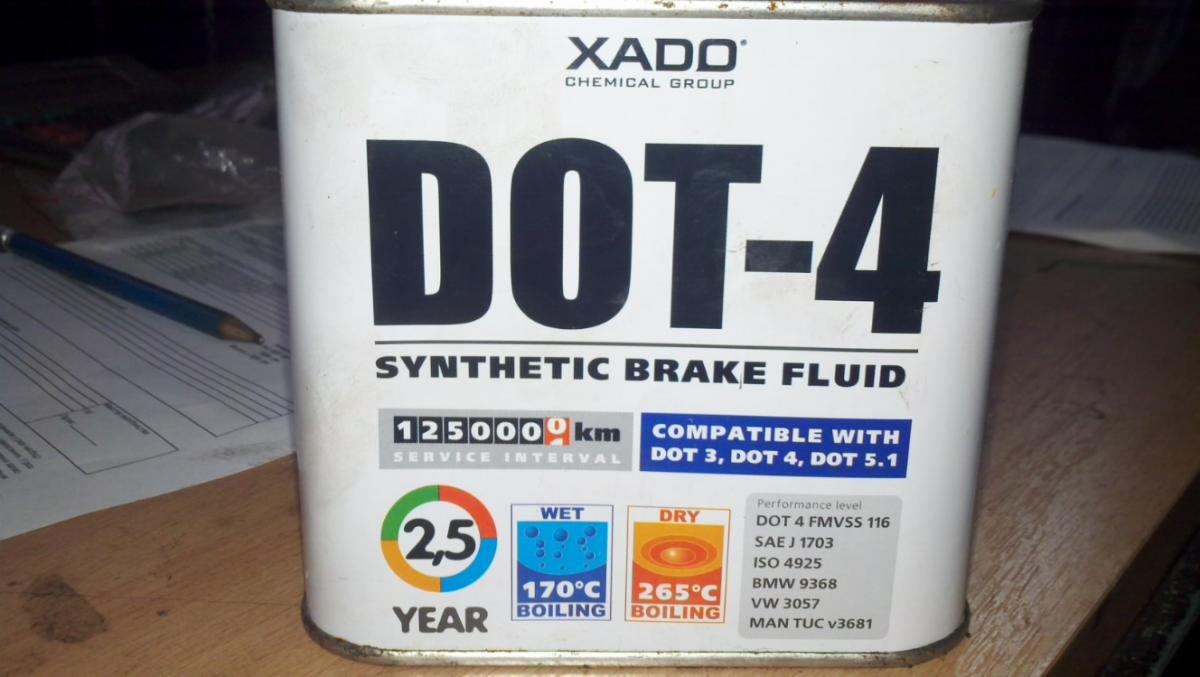 XADO®
CHEMICAL GROUP
DOT-4
SYNTHETIC BRAKE FLUID
125000 km
SERVICE INTERVAL
COMPATIBLE WITH
DOT 3, DOT 4, DOT 5.1
2,5
YEAR
WET
170°C
BOILING
DRY
265°C
BOILING
Performance level
DOT 4 FMVSS 116
SAE J 1703
ISO 4925
BMW 9368
VW 3057
MAN TUC v3681